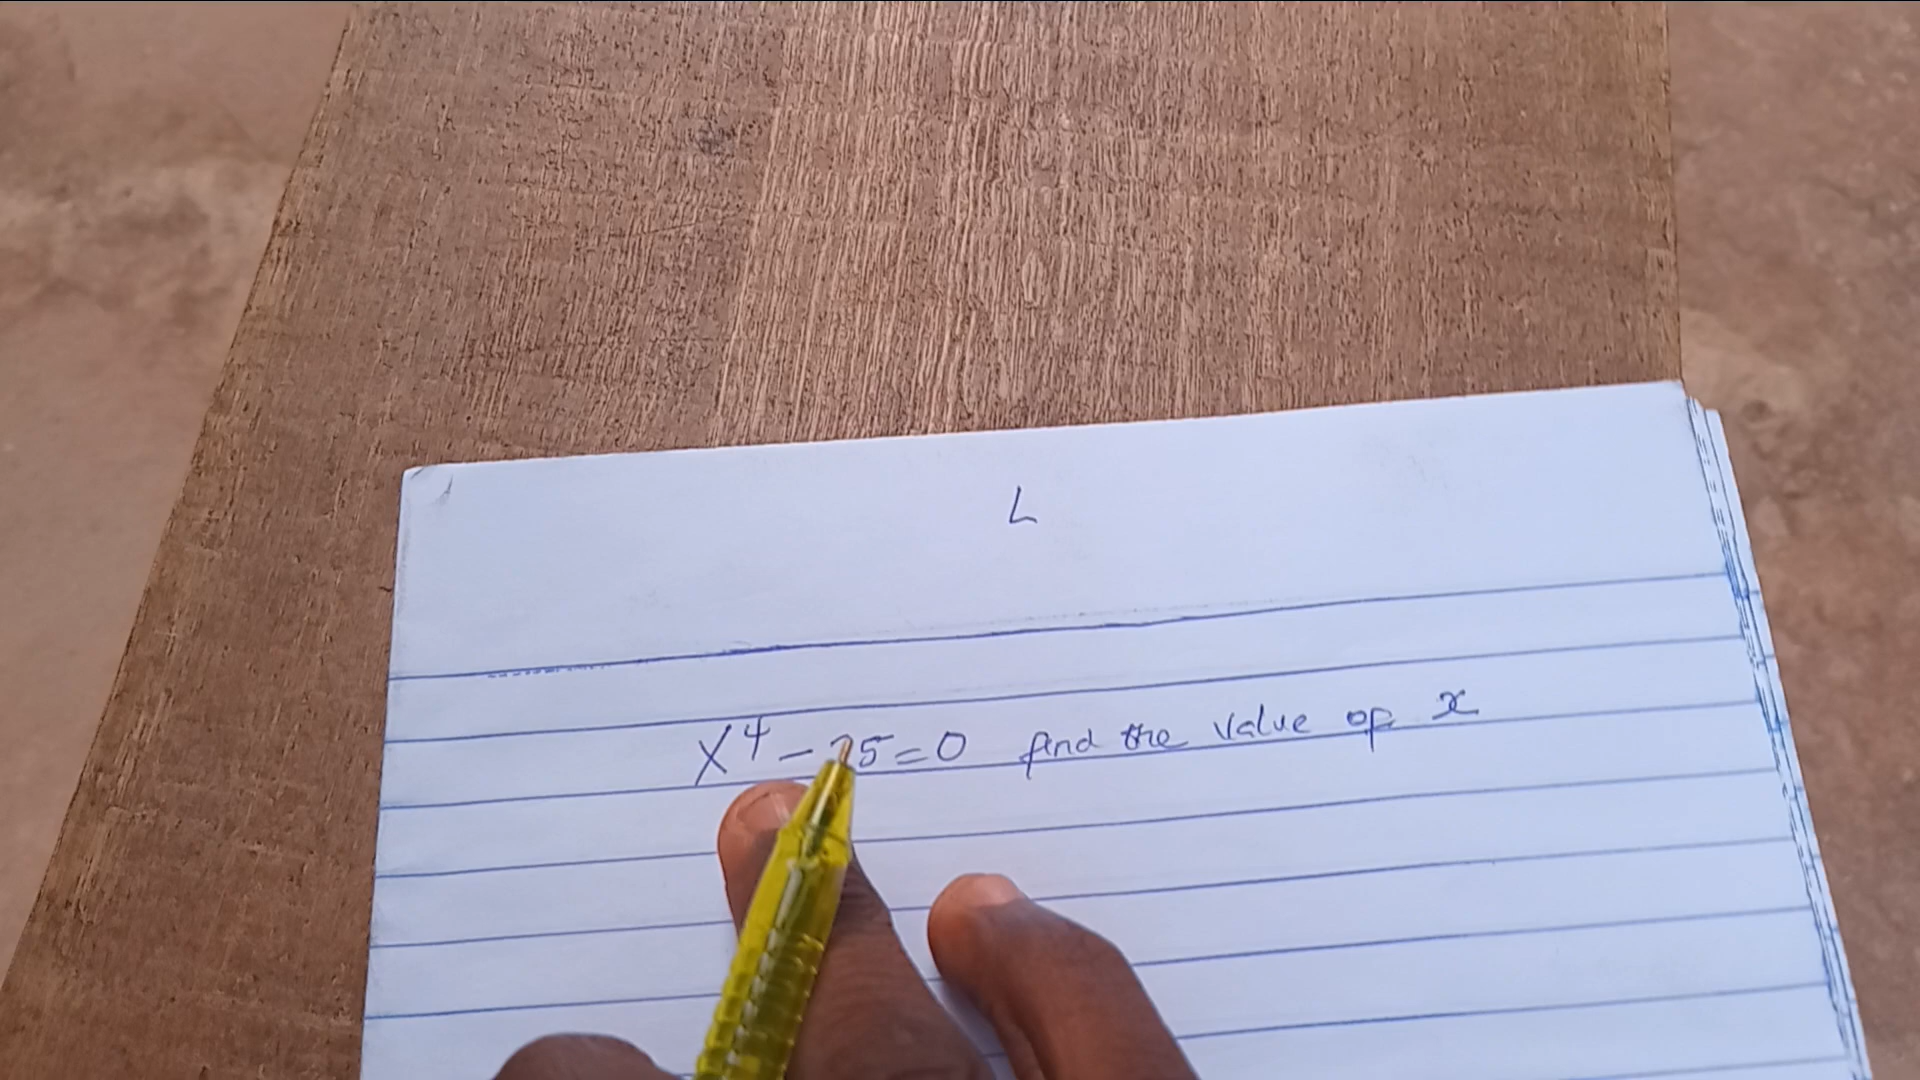 L
X⁴ - 25 = 0 find the value of x